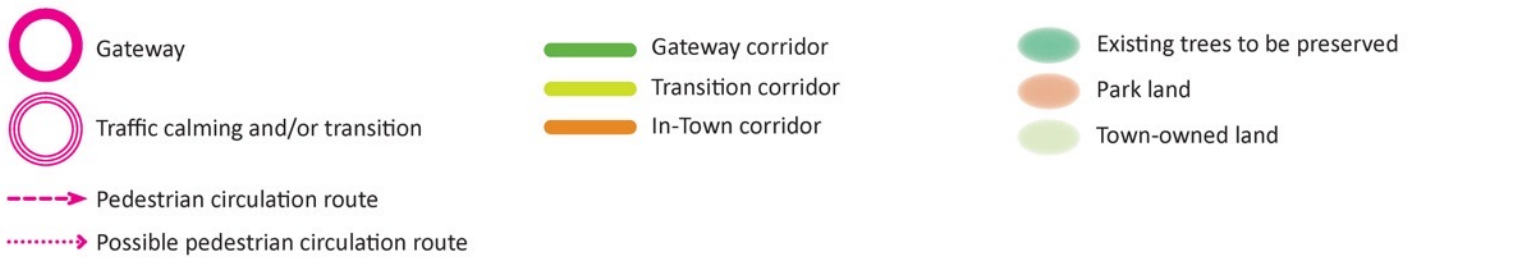 Gateway
Traffic calming and/or transition
Pedestrian circulation route
Possible pedestrian circulation route
Gateway corridor
Transition corridor
In-Town corridor
Existing trees to be preserved
Park land
Town-owned land